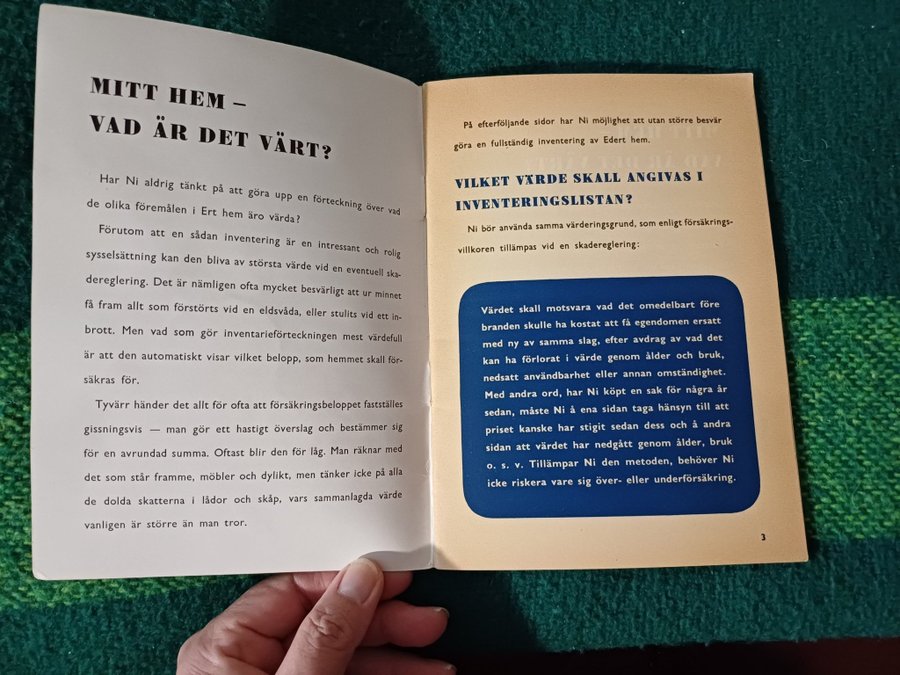 MITT HEM –
VAD ÄR DET VÄRT?
Har Ni aldrig tänkt på att göra upp en förteckning över vad
de olika föremålen i Ert hem äro värda?
Förutom att en sådan inventering är en intressant och rolig
sysselsättning kan den bliva av största värde vid en eventuell ska-
dereglering. Det är nämligen ofta mycket besvärligt att ur minnet
få fram allt som förstörts vid en eldsvåda, eller stulits vid ett in-
brott. Men vad som gör inventarieförteckningen mest värdefull
är att den automatiskt visar vilket belopp, som hemmet skall för-
säkras för.
Tyvärr händer det allt för ofta att försäkringsbeloppet fastställes
gissningsvis — man gör ett hastigt överslag och bestämmer sig
för en avrundad summa. Oftast blir den för låg. Man räknar med
det som står framme, möbler och dylikt, men tänker icke på alla
de dolda skatterna i lådor och skåp, vars sammanlagda värde
vanligen är större än man tror.
På efterföljande sidor har Ni möjlighet att utan större besvär
göra en fullständig inventering av Edert hem.
VILKET VÄRDE SKALL ANGIVAS I
INVENTERINGSLISTAN?
Ni bör använda samma värderingsgrund, som enligt försäkrings-
villkoren tillämpas vid en skadereglering:
Värdet skall motsvara vad det omedelbart före
branden skulle ha kostat att få egendomen ersatt
med ny av samma slag, efter avdrag av vad det
kan ha förlorat i värde genom ålder och bruk,
nedsatt användbarhet eller annan omständighet.
Med andra ord, har Ni köpt en sak för några år
sedan, måste Ni å ena sidan taga hänsyn till att
priset kanske har stigit sedan dess och å andra
sidan att värdet har nedgått genom ålder, bruk
o. s. v. Tillämpar Ni den metoden, behöver Ni
icke riskera vare sig över- eller underförsäkring.
3